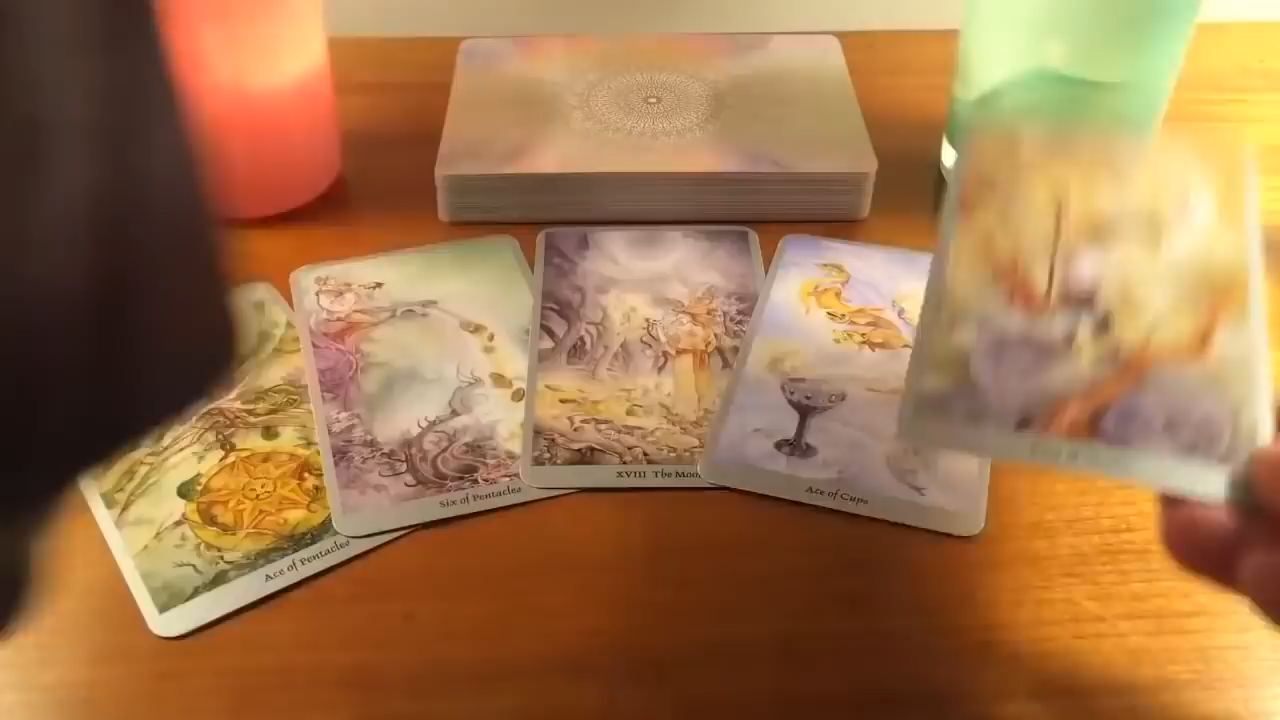 Ace of Pentacles
Six of Pentacles
XVIII The Moon
Ace of Cups